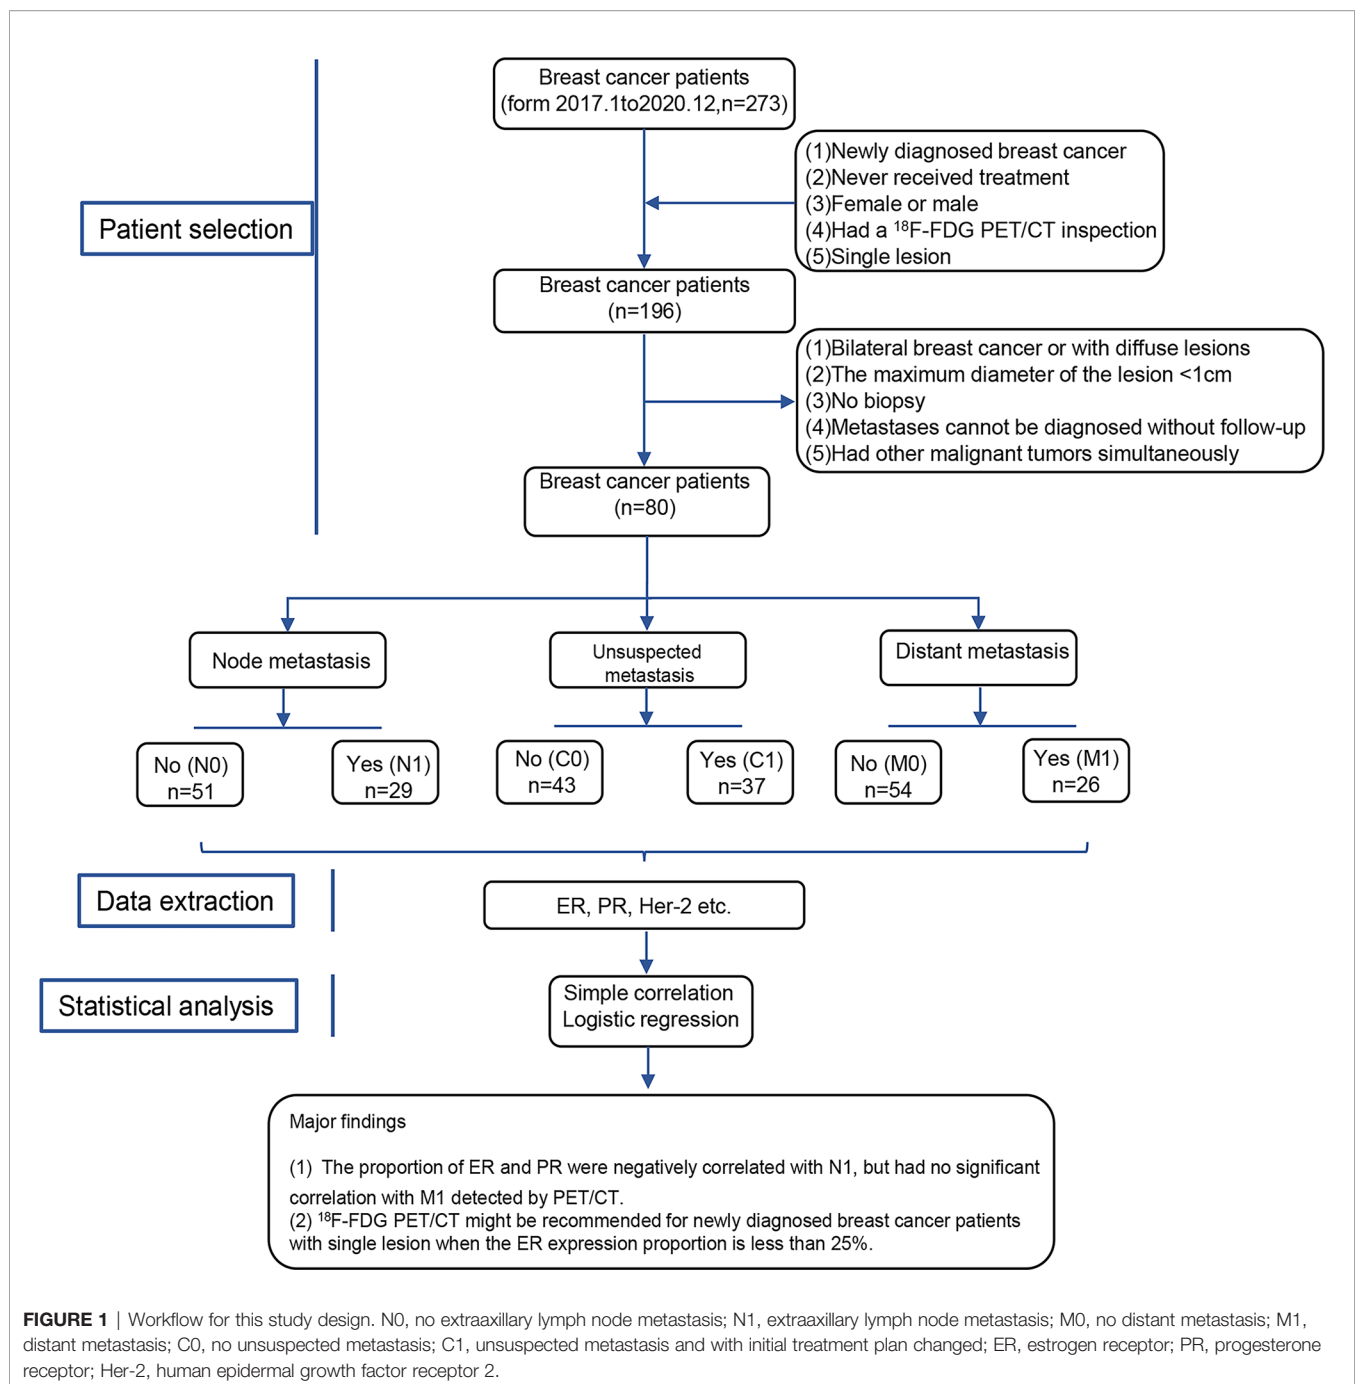 Breast cancer patients
(form 2017.1to2020.12,n=273)
(1)Newly diagnosed breast cancer
(2)Never received treatment
(3)Female or male
(4)Had a ¹⁸F-FDG PET/CT inspection
(5)Single lesion
Patient selection
Breast cancer patients
(n=196)
(1)Bilateral breast cancer or with diffuse lesions
(2)The maximum diameter of the lesion <1cm
(3)No biopsy
(4)Metastases cannot be diagnosed without follow-up
(5)Had other malignant tumors simultaneously
Breast cancer patients
(n=80)
Node metastasis
Unsuspected
metastasis
Distant metastasis
No (N0)
n=51
Yes (N1)
n=29
No (C0)
n=43
Yes (C1)
n=37
No (M0)
n=54
Yes (M1)
n=26
Data extraction
ER, PR, Her-2 etc.
Statistical analysis
Simple correlation
Logistic regression
Major findings
(1) The proportion of ER and PR were negatively correlated with N1, but had no significant
correlation with M1 detected by PET/CT.
(2) ¹⁸F-FDG PET/CT might be recommended for newly diagnosed breast cancer patients
with single lesion when the ER expression proportion is less than 25%.
FIGURE 1 | Workflow for this study design. N0, no extraaxillary lymph node metastasis; N1, extraaxillary lymph node metastasis; M0, no distant metastasis; M1,
distant metastasis; C0, no unsuspected metastasis; C1, unsuspected metastasis and with initial treatment plan changed; ER, estrogen receptor; PR, progesterone
receptor; Her-2, human epidermal growth factor receptor 2.